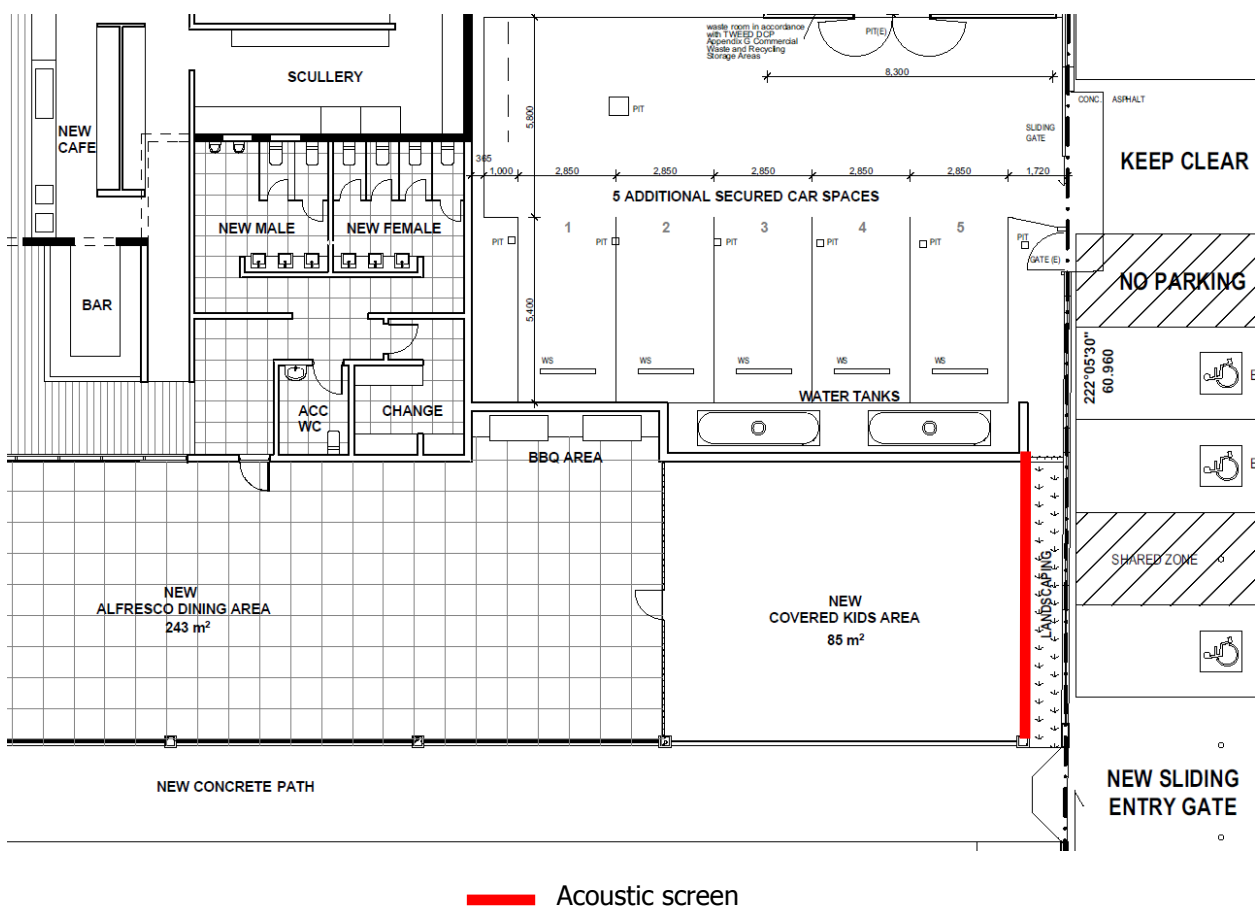 waste room in accordance
with TWEED DCP
Appendix G Commercial
Waste and Recycling
Storage Areas
PIT(E)
8,300
SCULLERY
CONC.
ASPHALT
PIT
5,800
NEW
CAFE
SLIDING
GATE
KEEP CLEAR
365
1,000
2,850
2,850
2,850
2,850
2,850
1,720
5 ADDITIONAL SECURED CAR SPACES
NEW MALE
NEW FEMALE
1
2
3
4
5
PIT
PIT
PIT
PIT
PIT
PIT
GATE (E)
NO PARKING
BAR
5,400
222°05'30"
60.960
WS
WS
WS
WS
WS
E
WATER TANKS
ACC
WC
CHANGE
BBQ AREA
E
SHARED ZONE
LANDSCAPING
NEW
ALFRESCO DINING AREA
243 m²
NEW
COVERED KIDS AREA
85 m²
NEW CONCRETE PATH
NEW SLIDING
ENTRY GATE
Acoustic screen